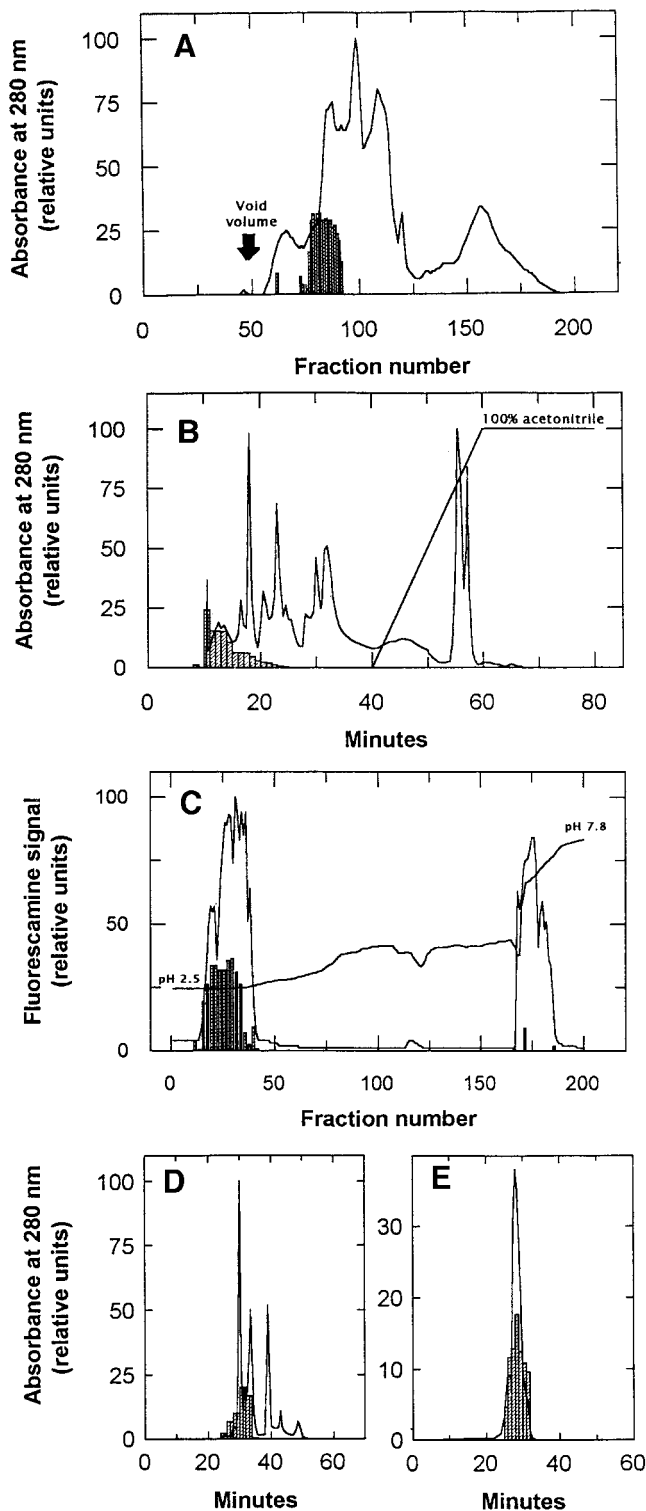 A
Absorbance at 280 nm
(relative units)
100
75
50
25
0
Void
volume
0 50 100 150 200
Fraction number
B
Absorbance at 280 nm
(relative units)
100
75
50
25
0
100% acetonitrile
0 20 40 60 80
Minutes
C
Fluorescamine signal
(relative units)
100
50
0
pH 2.5
pH 7.8
0 50 100 150 200
Fraction number
D
Absorbance at 280 nm
(relative units)
100
75
50
25
0
0 20 40 60
Minutes
E
30
20
10
0
0 20 40 60
Minutes